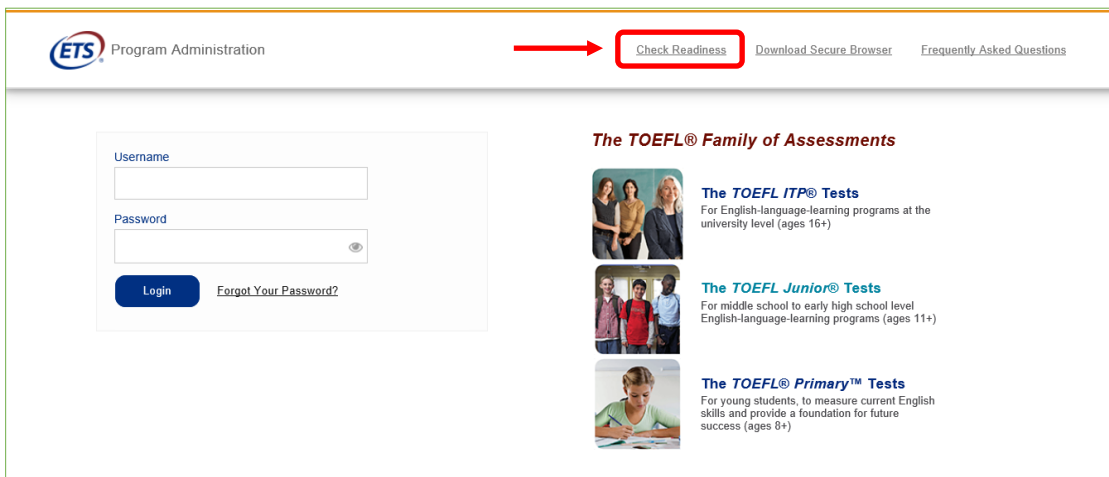 ETS® Program Administration
Check Readiness Download Secure Browser Frequently Asked Questions
Username
Password
Login Forgot Your Password?
The TOEFL® Family of Assessments
The TOEFL ITP® Tests
For English-language-learning programs at the
university level (ages 16+)
The TOEFL Junior® Tests
For middle school to early high school level
English-language-learning programs (ages 11+)
The TOEFL® Primary™ Tests
For young students, to measure current English
skills and provide a foundation for future
success (ages 8+)